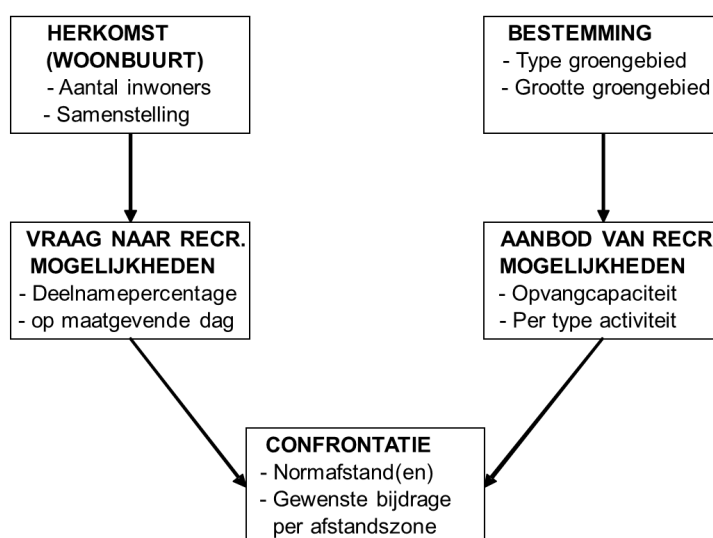 HERKOMST
(WOONBUURT)
- Aantal inwoners
- Samenstelling
BESTEMMING
- Type groengebied
- Grootte groengebied
VRAAG NAAR RECR.
MOGELIJKHEDEN
- Deelnamepercentage
- op maatgevende dag
AANBOD VAN RECR
MOGELIJKHEDEN
- Opvangcapaciteit
- Per type activiteit
CONFRONTATIE
- Normafstand(en)
- Gewenste bijdrage
per afstandszone